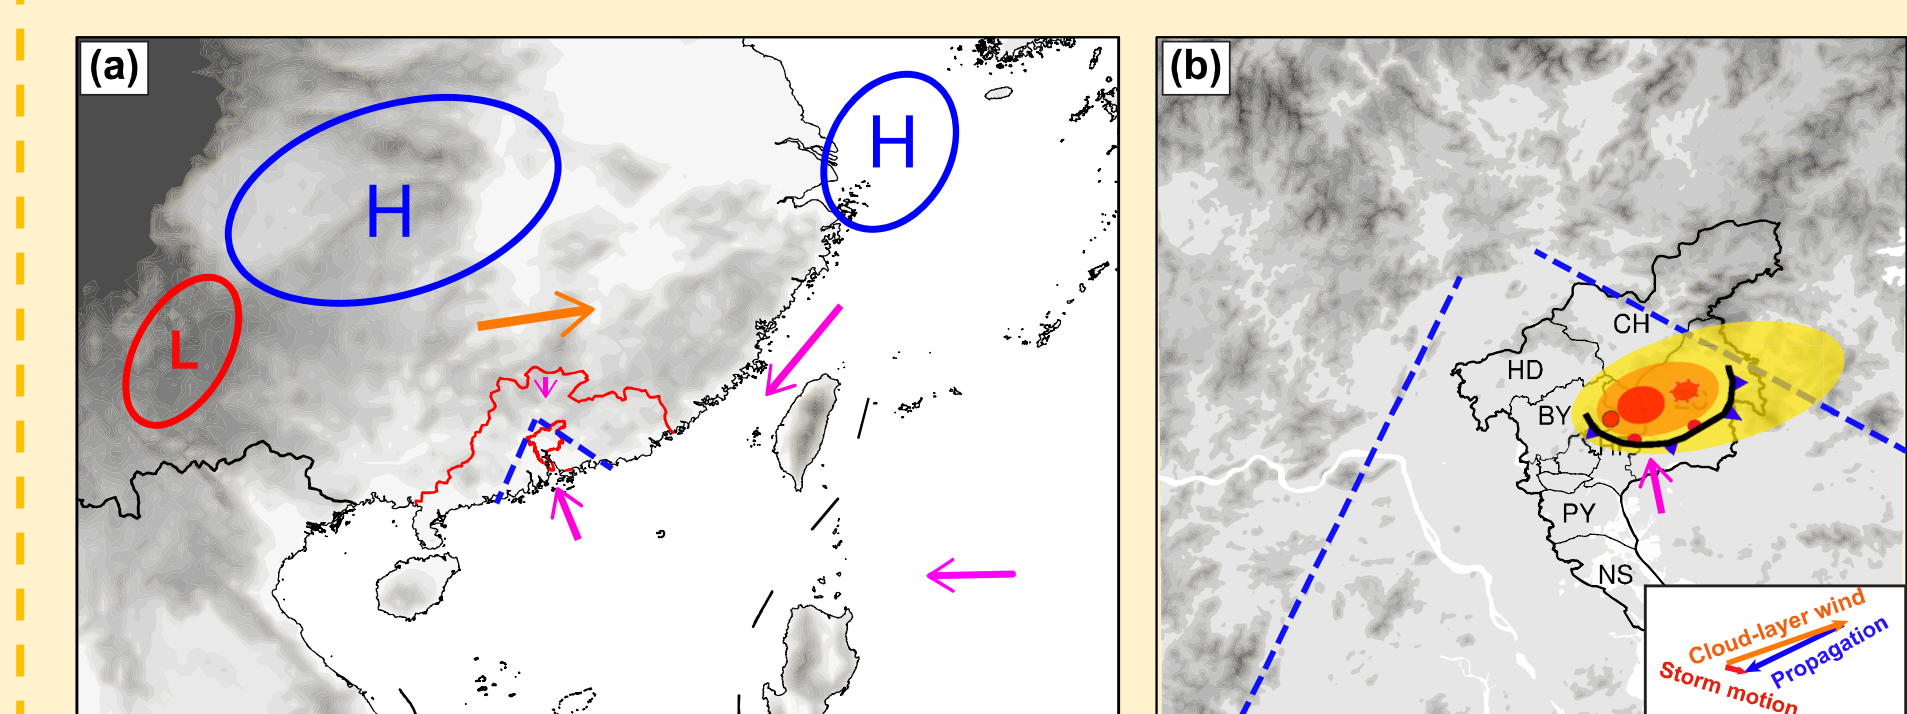 (a)
H
H
L
(b)
CH
HD
BY
PY
NS
Cloud-layer wind
Propagation
Storm motion